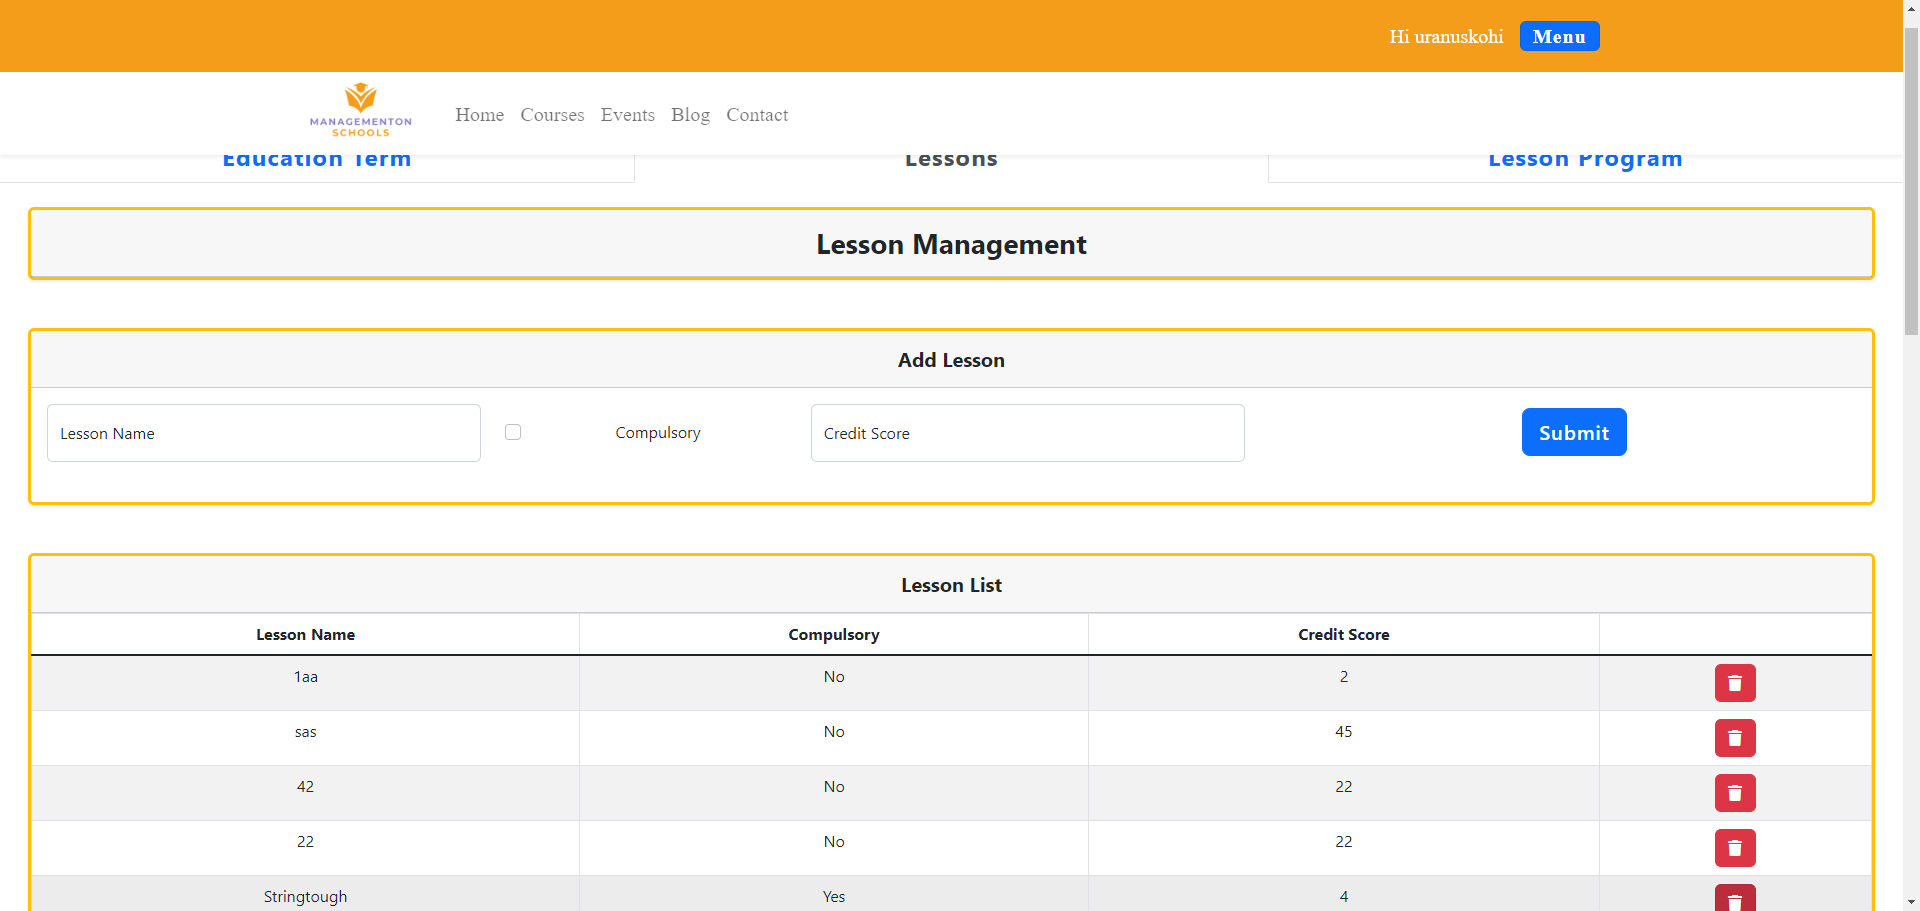 Hi uranuskohi Menu
MANAGEMENTON
SCHOOLS
Home Courses Events Blog Contact
Education Term Lessons Lesson Program
Lesson Management
Add Lesson
Lesson Name Compulsory Credit Score Submit
Lesson List
Lesson Name Compulsory Credit Score
1aa No 2
sas No 45
42 No 22
22 No 22
Stringtough Yes 4